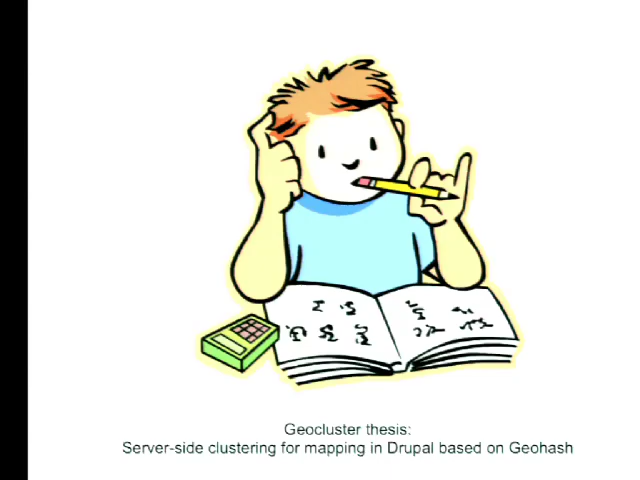 Geocluster thesis:
Server-side clustering for mapping in Drupal based on Geohash